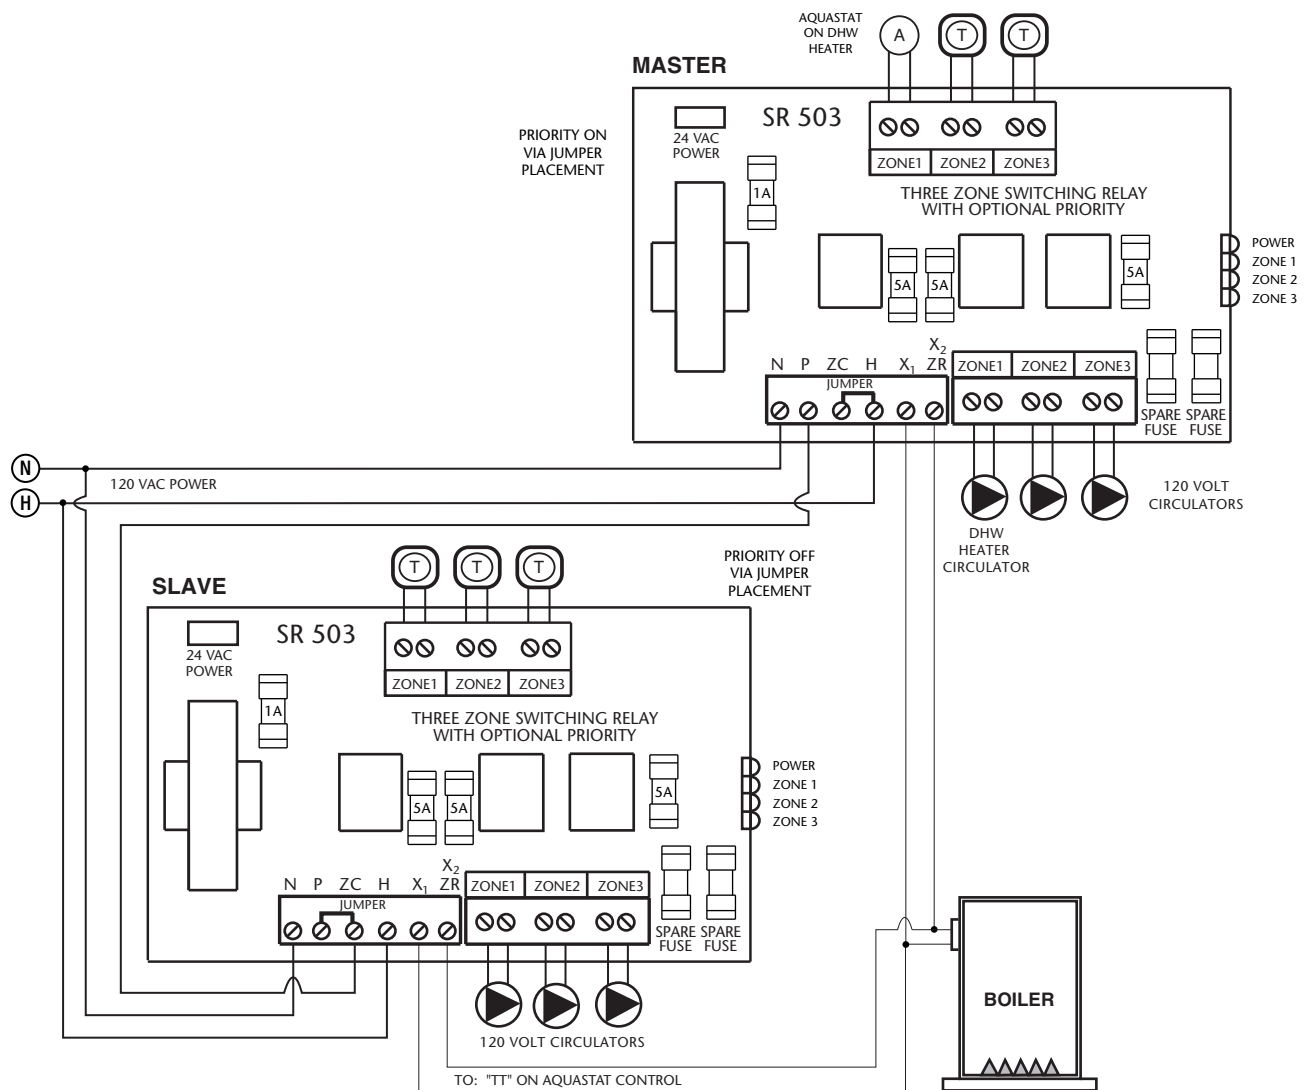 AQUASTAT
ON DHW
HEATER
A
T
T
MASTER
SR 503
24 VAC
POWER
PRIORITY ON
VIA JUMPER
PLACEMENT
1A
ZONE1 ZONE2 ZONE3
THREE ZONE SWITCHING RELAY
WITH OPTIONAL PRIORITY
5A
5A
5A
POWER
ZONE 1
ZONE 2
ZONE 3
N P ZC H X1 X2 ZR
JUMPER
ZONE1 ZONE2 ZONE3
SPARE
FUSE
SPARE
FUSE
N
H
120 VAC POWER
DHW
HEATER
CIRCULATOR
120 VOLT
CIRCULATORS
PRIORITY OFF
VIA JUMPER
PLACEMENT
T
T
T
SLAVE
SR 503
24 VAC
POWER
1A
ZONE1 ZONE2 ZONE3
THREE ZONE SWITCHING RELAY
WITH OPTIONAL PRIORITY
5A
5A
5A
POWER
ZONE 1
ZONE 2
ZONE 3
N P ZC H X1 X2 ZR
JUMPER
ZONE1 ZONE2 ZONE3
SPARE
FUSE
SPARE
FUSE
120 VOLT CIRCULATORS
TO: "TT" ON AQUASTAT CONTROL
BOILER